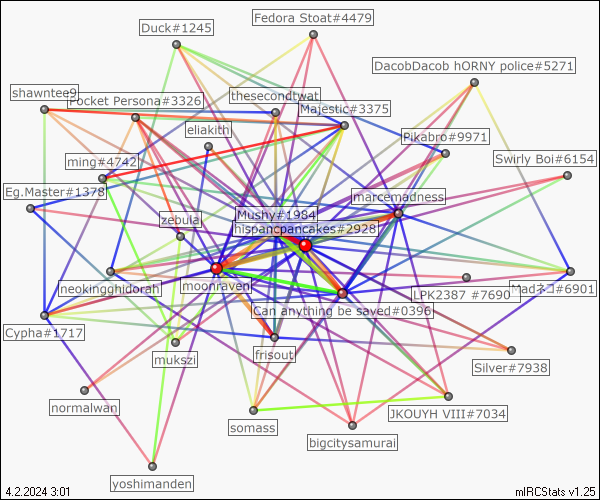 Fedora Stoat#4479
Duck#1245
DacobDacob hORNY police#5271
shawntee9
Pocket Persona#3326
thesecondtwat
Majestic#3375
eliakith
Pikabro#9971
ming#4742
Swirly Boi#6154
Eg.Master#1378
marcemadness
zebula
Mushy#1984
hispanicpancakes#2928
neokingghidorah
moonraven
LPK2387 #7690
Madネコ#6901
Can anything be saved#0396
Cypha#1717
mukszi
frisout
Silver#7938
normalwan
somass
JKOUYH VIII#7034
bigcitysamurai
yoshimanden
4.2.2024 3:01
mIRCStats v1.25